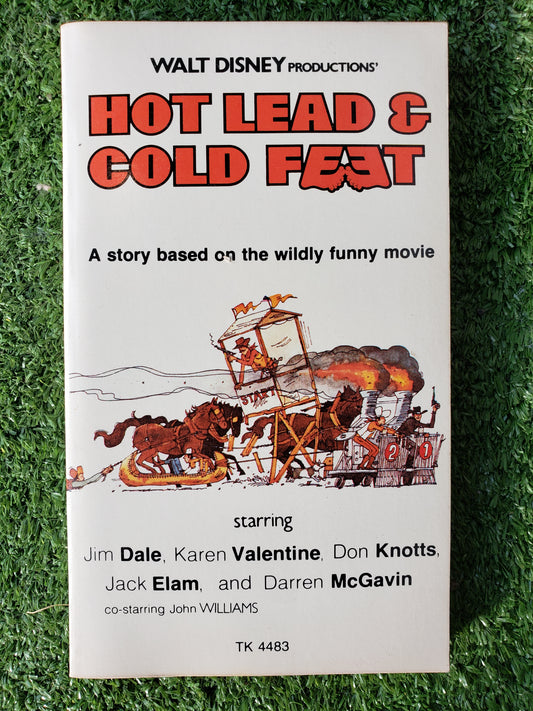 WALT DISNEY PRODUCTIONS'
HOT LEAD &
COLD FEET
A story based on the wildly funny movie
START
2 1
starring
Jim Dale, Karen Valentine, Don Knotts,
Jack Elam, and Darren McGavin
co-starring John WILLIAMS
TK 4483